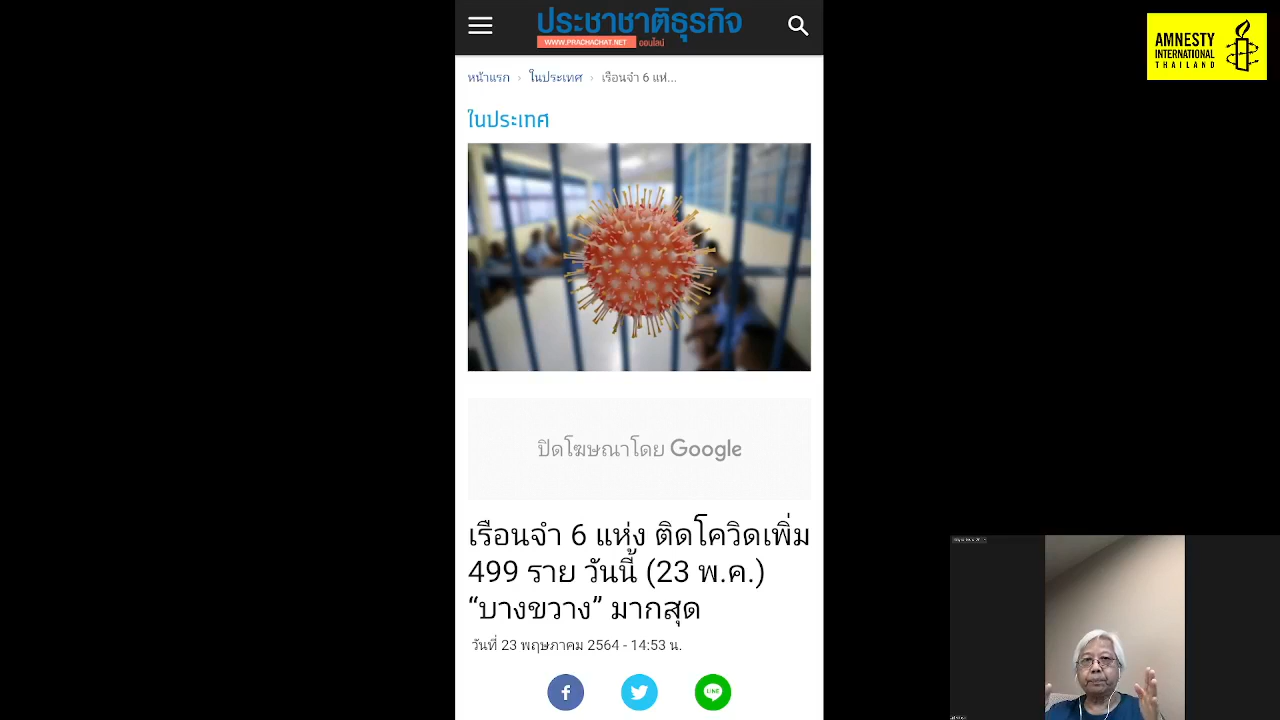 ประชาชาติธุรกิจ
WWW.PRACHACHAT.NET ออนไลน์
AMNESTY
INTERNATIONAL
THAILAND
หน้าแรก › ในประเทศ › เรือนจำ 6 แห่...
ในประเทศ
ปิดโฆษณาโดย Google
เรือนจำ 6 แห่ง ติดโควิดเพิ่ม
499 ราย วันนี้ (23 พ.ค.)
“บางขวาง” มากสุด
วันที่ 23 พฤษภาคม 2564 - 14:53 น.
LINE